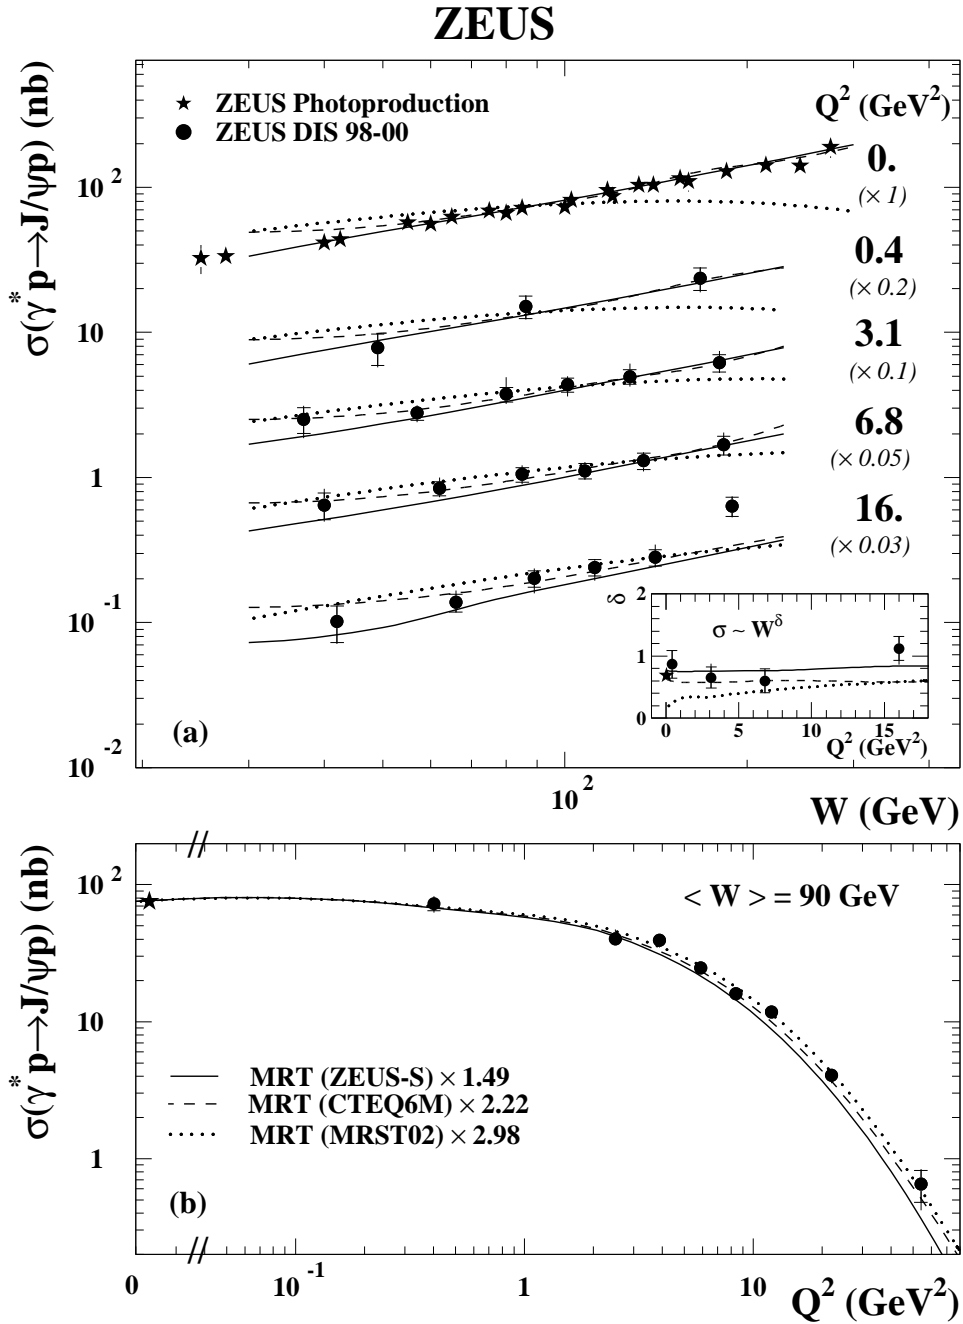 ZEUS
σ(γ* p→J/ψp) (nb)
★ ZEUS Photoproduction
● ZEUS DIS 98-00
Q² (GeV²)
0.
(× 1)
0.4
(× 0.2)
3.1
(× 0.1)
6.8
(× 0.05)
16.
(× 0.03)
10²
10
1
10⁻¹
10⁻²
δ
2
1
0
σ ~ W^δ
0 5 10 15
Q² (GeV²)
(a)
10²
W (GeV)
σ(γ* p→J/ψp) (nb)
10²
10
1
< W > = 90 GeV
MRT (ZEUS-S) × 1.49
MRT (CTEQ6M) × 2.22
MRT (MRST02) × 2.98
(b)
0 10⁻¹ 1 10 10²
Q² (GeV²)